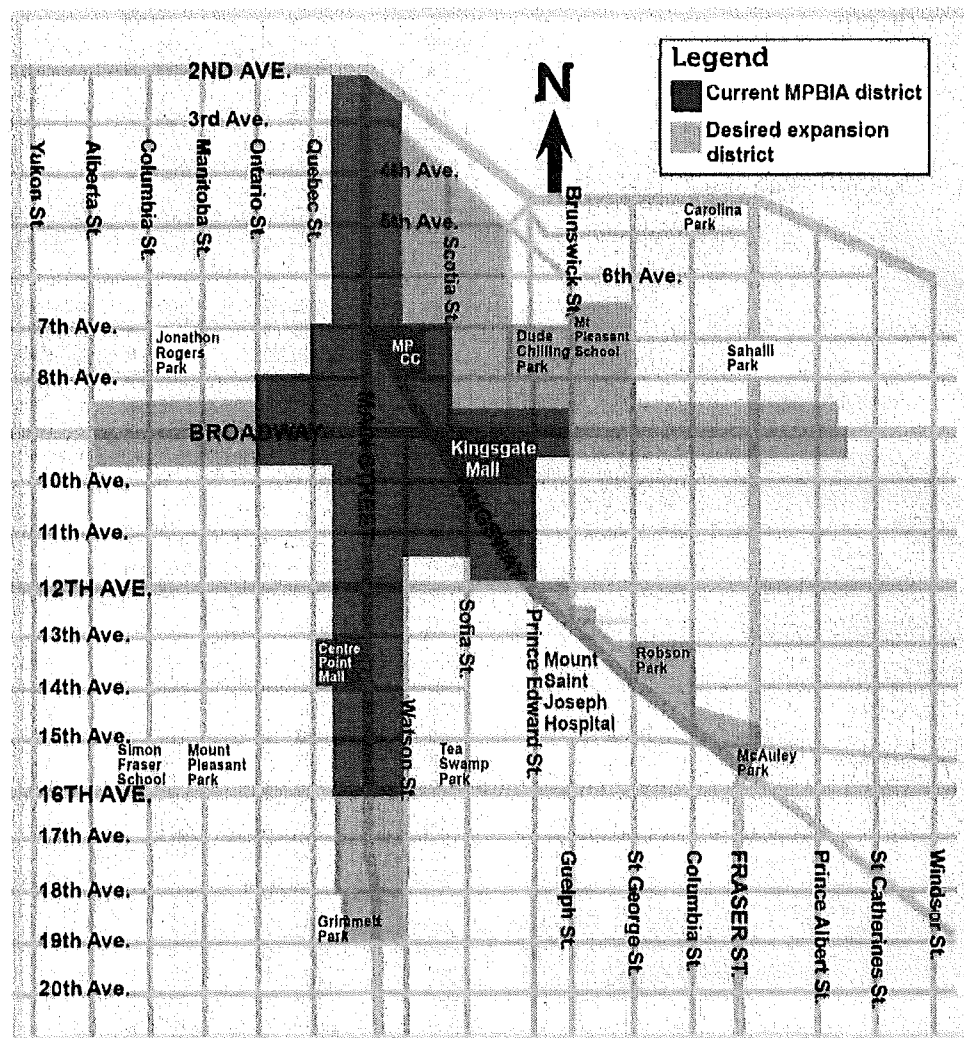 Legend
Current MPBIA district
Desired expansion
district
N
2ND AVE.
3rd Ave.
4th Ave.
5th Ave.
6th Ave.
7th Ave.
8th Ave.
BROADWAY
10th Ave.
11th Ave.
12TH AVE.
13th Ave.
14th Ave.
15th Ave.
16TH AVE.
17th Ave.
18th Ave.
19th Ave.
20th Ave.
Yukon St.
Alberta St.
Columbia St.
Manitoba St.
Ontario St.
Quebec St.
Scotia St.
Brunswick St.
Carolina
Park
Jonathon
Rogers
Park
MP
CC
Dude
Chilling
Park
Mt
Pleasant
School
Sahalli
Park
MAIN STREET
KINGSWAY
Kingsgate
Mall
Centre
Point
Mall
Sofia St.
Prince Edward St.
Watson St.
Mount
Saint
Joseph
Hospital
Robson
Park
McAuley
Park
Simon
Fraser
School
Mount
Pleasant
Park
Tea
Swamp
Park
Grimmett
Park
Guelph St.
St George St.
Columbia St.
FRASER ST.
Prince Albert St.
St Catherines St.
Windsor St.